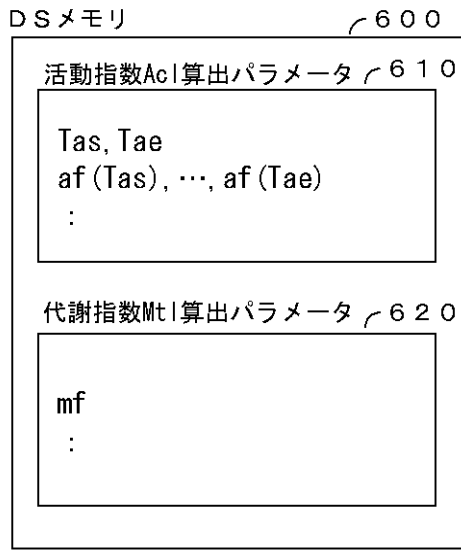 DSメモリ 600
活動指数AcI算出パラメータ 610
Tas,Tae
af(Tas),…,af(Tae)
:
代謝指数MtI算出パラメータ 620
mf
: